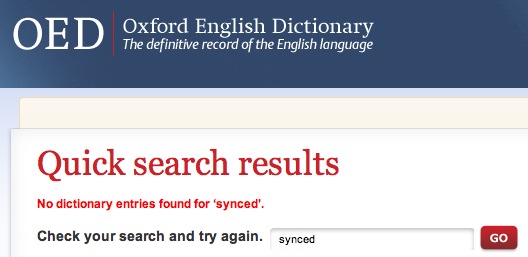 OED Oxford English Dictionary
The definitive record of the English language
Quick search results
No dictionary entries found for ‘synced’.
Check your search and try again. synced GO